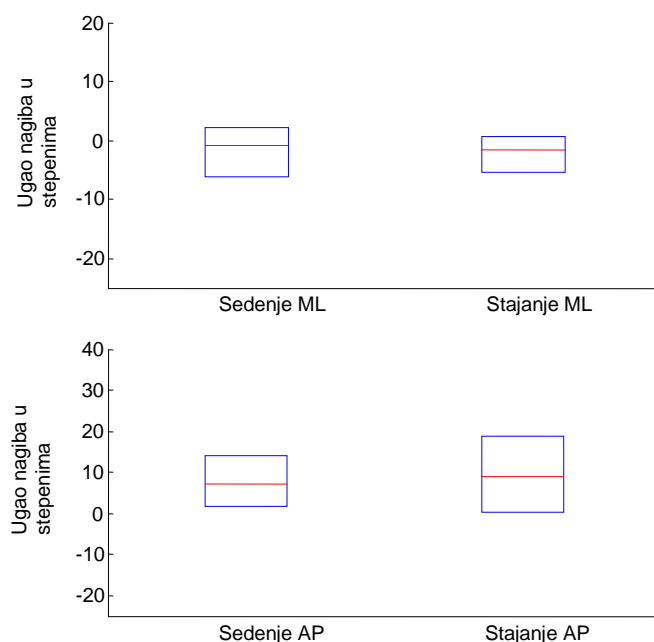 20
10
0
-10
-20
Ugao nagiba u
stepenima
Sedenje ML
Stajanje ML
40
30
20
10
0
-10
-20
Ugao nagiba u
stepenima
Sedenje AP
Stajanje AP